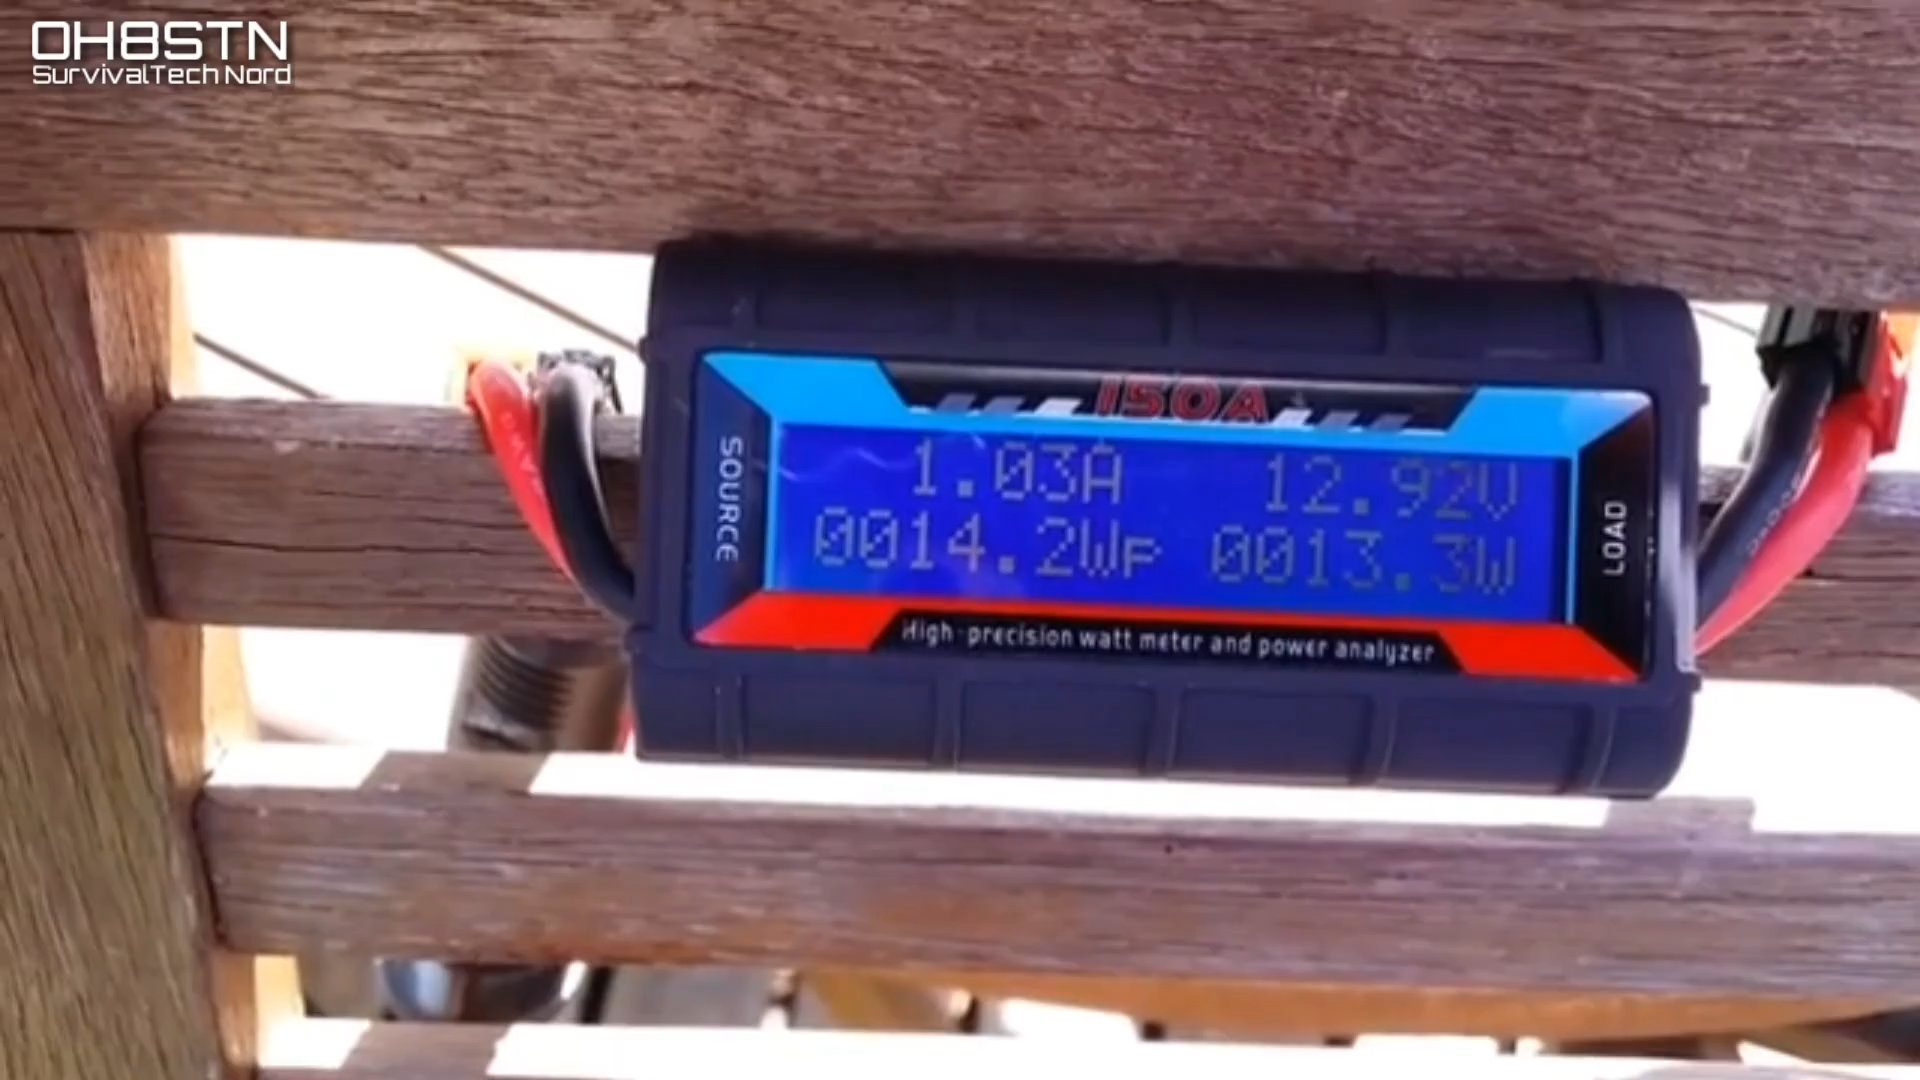 OH8STN
SurvivalTech Nord
150A
SOURCE
1.03A 12.92V
0014.2Wp 0013.3W
LOAD
High-precision watt meter and power analyzer